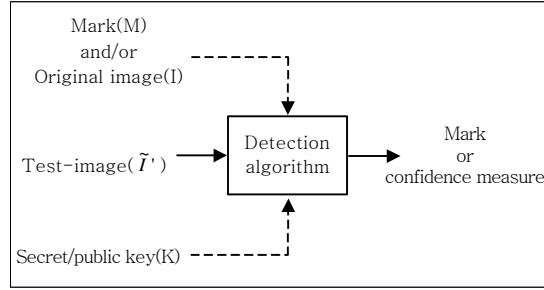 Mark(M)
and/or
Original image(I)
Test-image( Ĩ ' )
Detection
algorithm
Mark
or
confidence measure
Secret/public key(K)